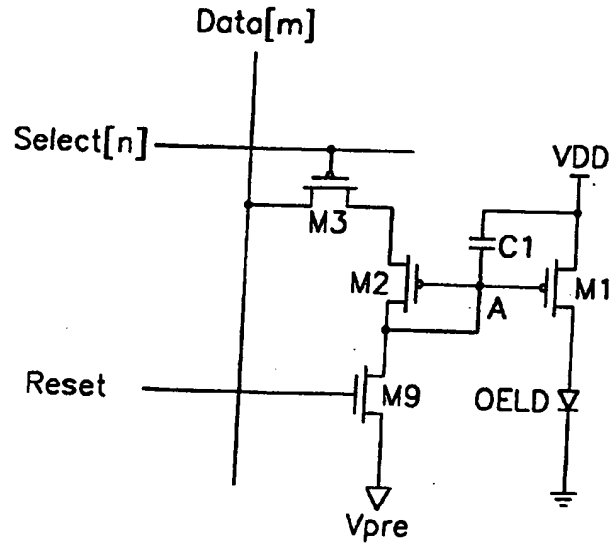 Data[m]
Select[n]
VDD
M3
C1
M2
A
M1
Reset
M9
OELD
Vpre